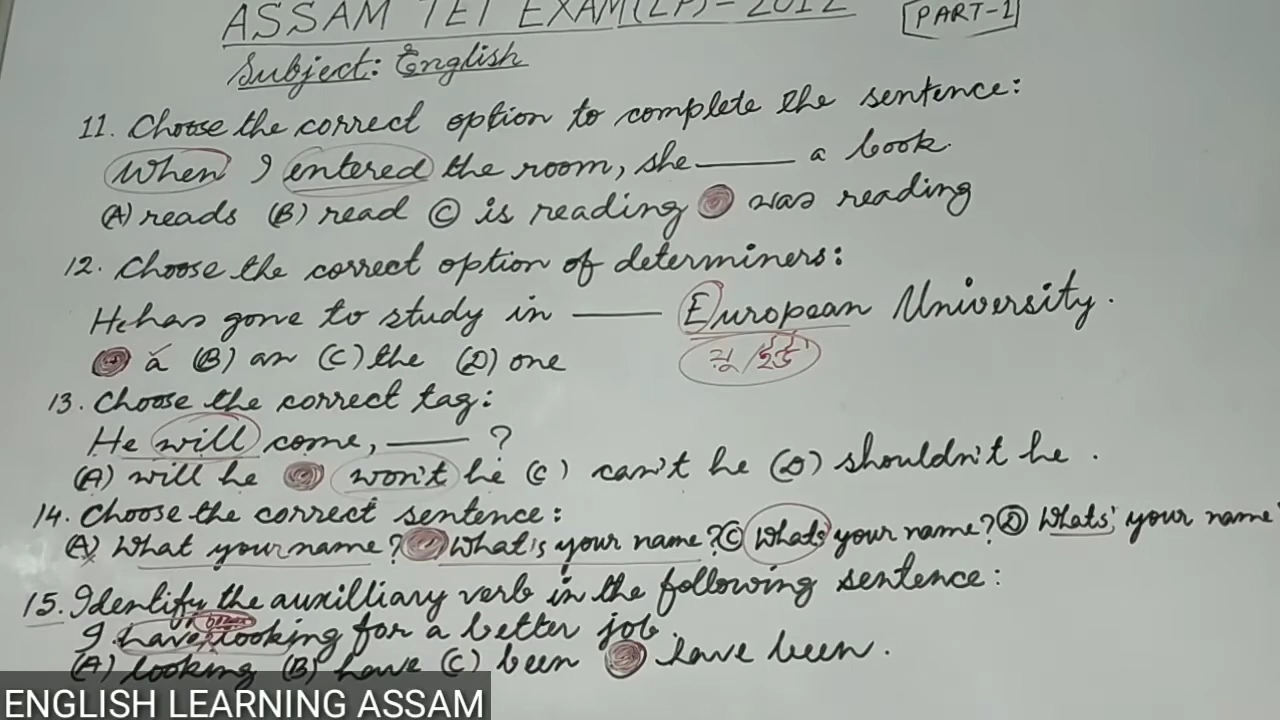 ASSAM TET EXAM(LP)-2012 PART-1
Subject: English
11. Choose the correct option to complete the sentence:
When I entered the room, she ____ a book.
(A) reads (B) read (C) is reading was reading
12. Choose the correct option of determiners:
He has gone to study in ____ European University.
a (B) an (C) the (D) one
13. Choose the correct tag:
He will come, ____ ?
(A) will he won't he (C) can't he (D) shouldn't he.
14. Choose the correct sentence:
(A) What your name? What's your name? (C) Whats your name? (D) Whats' your name
15. Identify the auxilliary verb in the following sentence:
I have been looking for a better job.
(A) looking (B) have (C) been have been.
ENGLISH LEARNING ASSAM